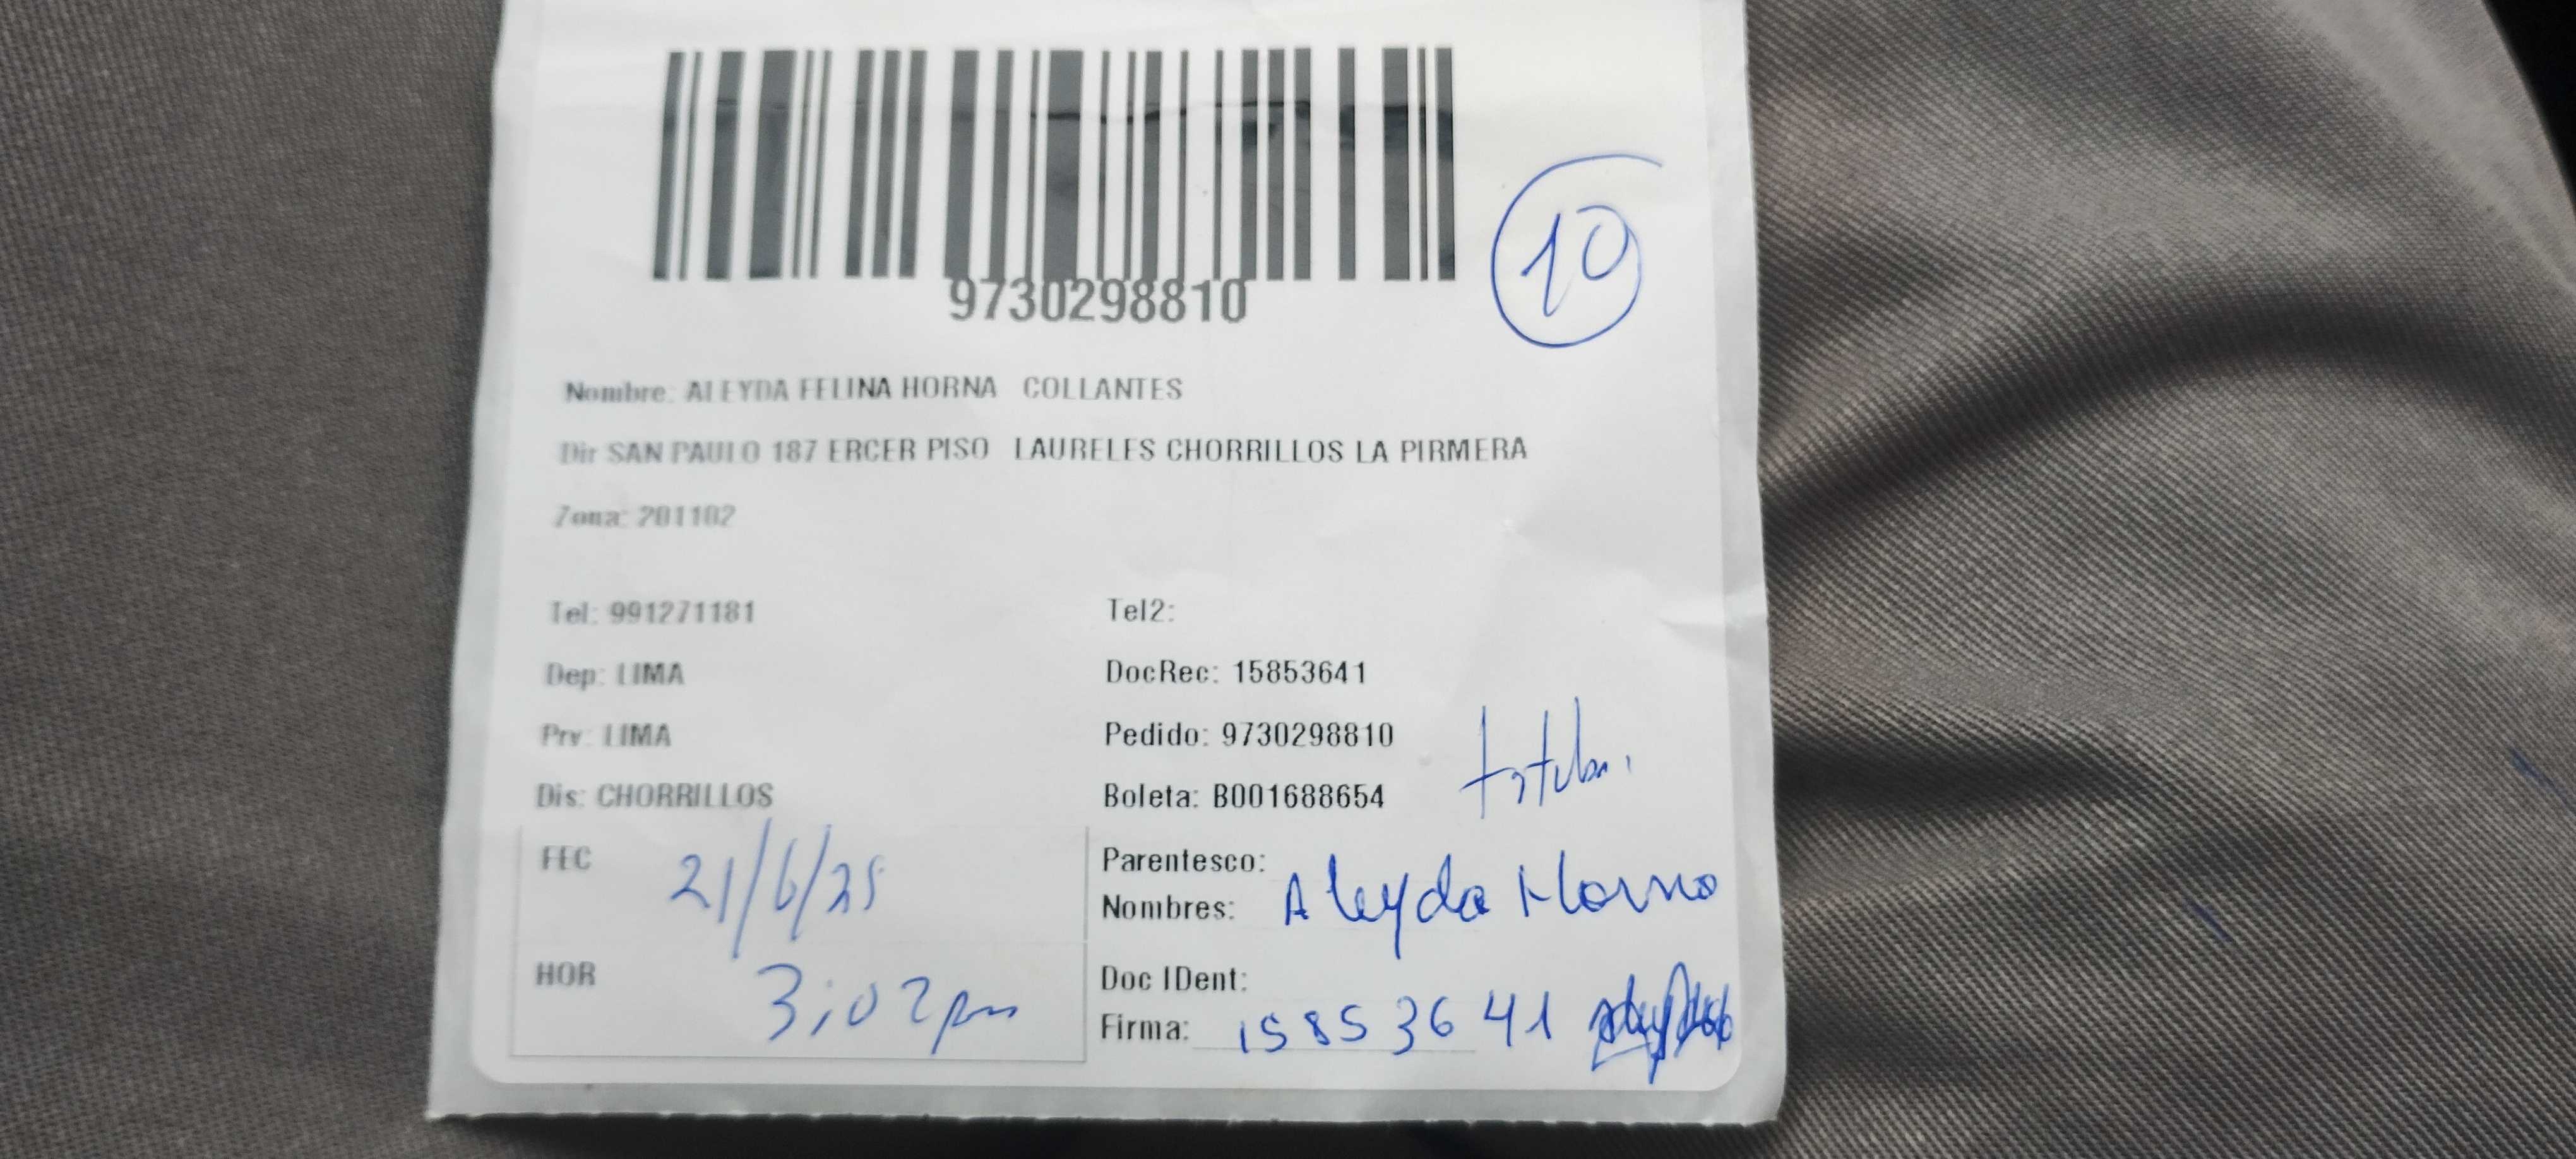 9730298810
10
Nombre: ALEYDA FELINA HORNA COLLANTES
Dir SAN PAULO 187 ERCER PISO LAURELES CHORRILLOS LA PIRMERA
Zona: 201102
Tel: 991271181 Tel2:
Dep: LIMA DocRec: 15853641
Prv: LIMA Pedido: 9730298810
Dis: CHORRILLOS Boleta: B001688654
FEC 21/6/25 Parentesco:
Nombres: Aleyda Horna
HOR 3:02pm Doc IDent:
Firma: 15853641